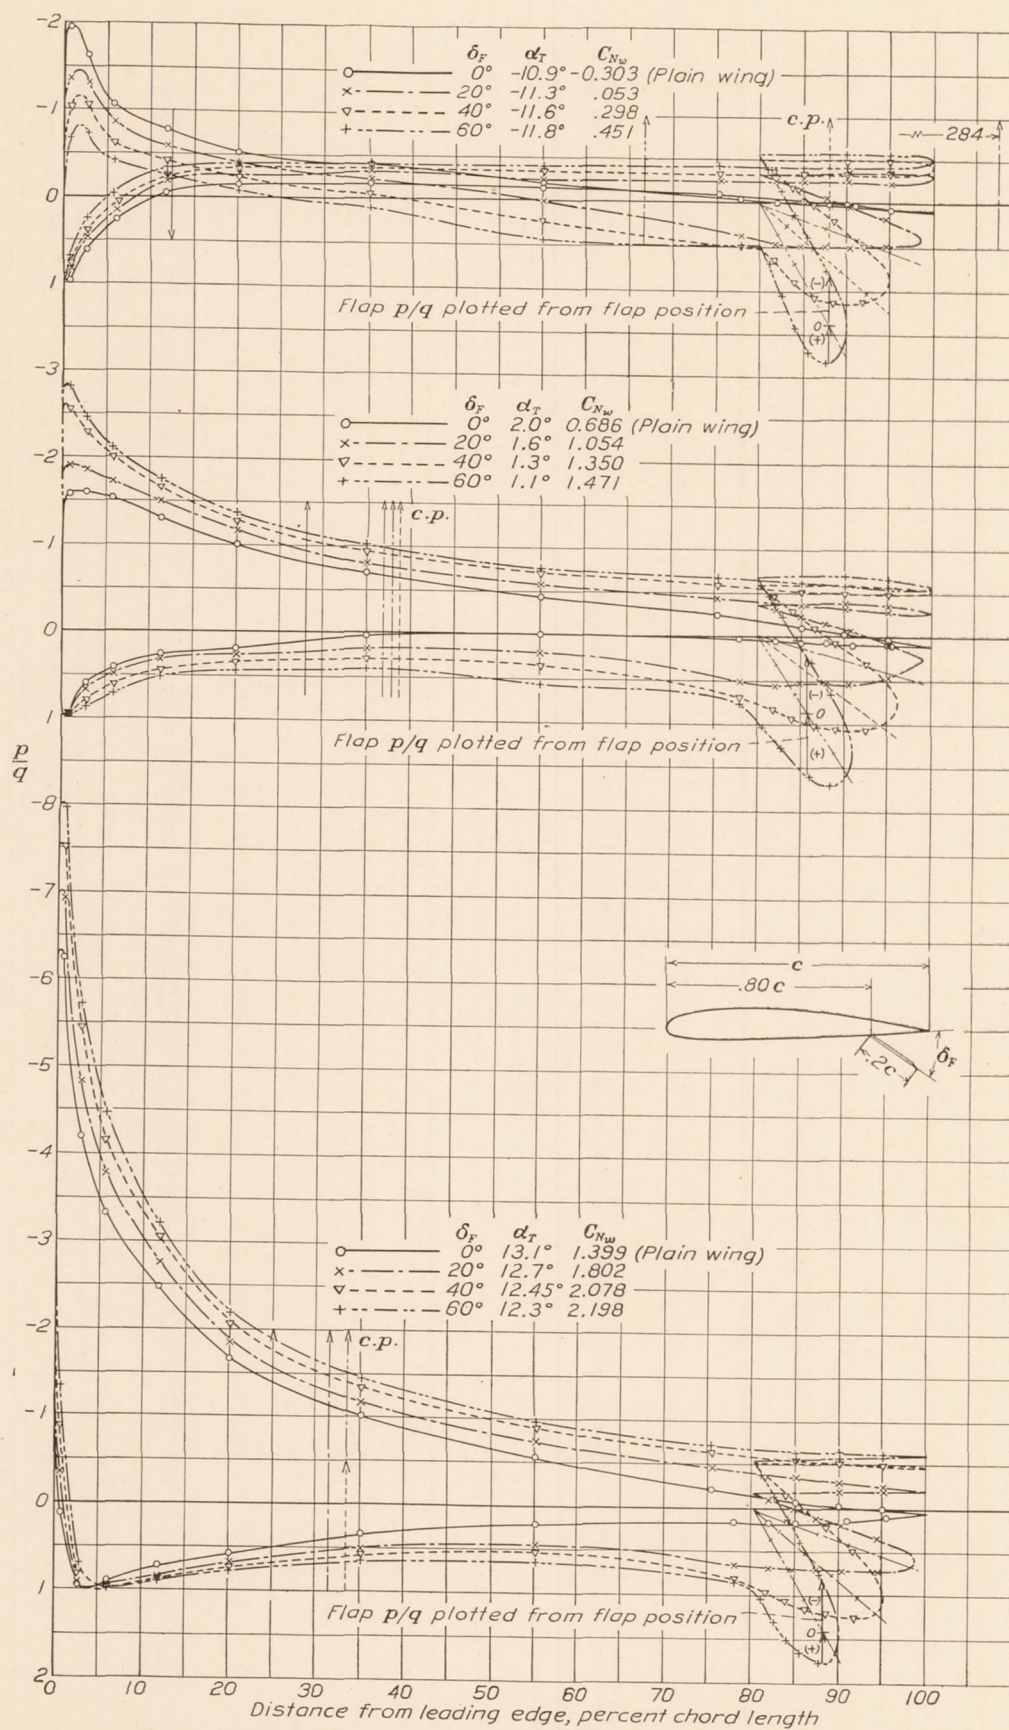 -2
δF αT CNw
0° -10.9° -0.303 (Plain wing)
20° -11.3° .053
40° -11.6° .298
60° -11.8° .451
-1
c.p.
284
0
(-)
0
(+)
1
Flap p/q plotted from flap position
-3
δF αT CNw
0° 2.0° 0.686 (Plain wing)
20° 1.6° 1.054
40° 1.3° 1.350
60° 1.1° 1.471
-2
c.p.
-1
0
(-)
0
(+)
1
Flap p/q plotted from flap position
p/q
-8
-7
-6
c
.80c
.2c
δF
-5
-4
-3
δF αT CNw
0° 13.1° 1.399 (Plain wing)
20° 12.7° 1.802
40° 12.45° 2.078
60° 12.3° 2.198
-2
c.p.
-1
0
1
(-)
0
(+)
Flap p/q plotted from flap position
2
0 10 20 30 40 50 60 70 80 90 100
Distance from leading edge, percent chord length